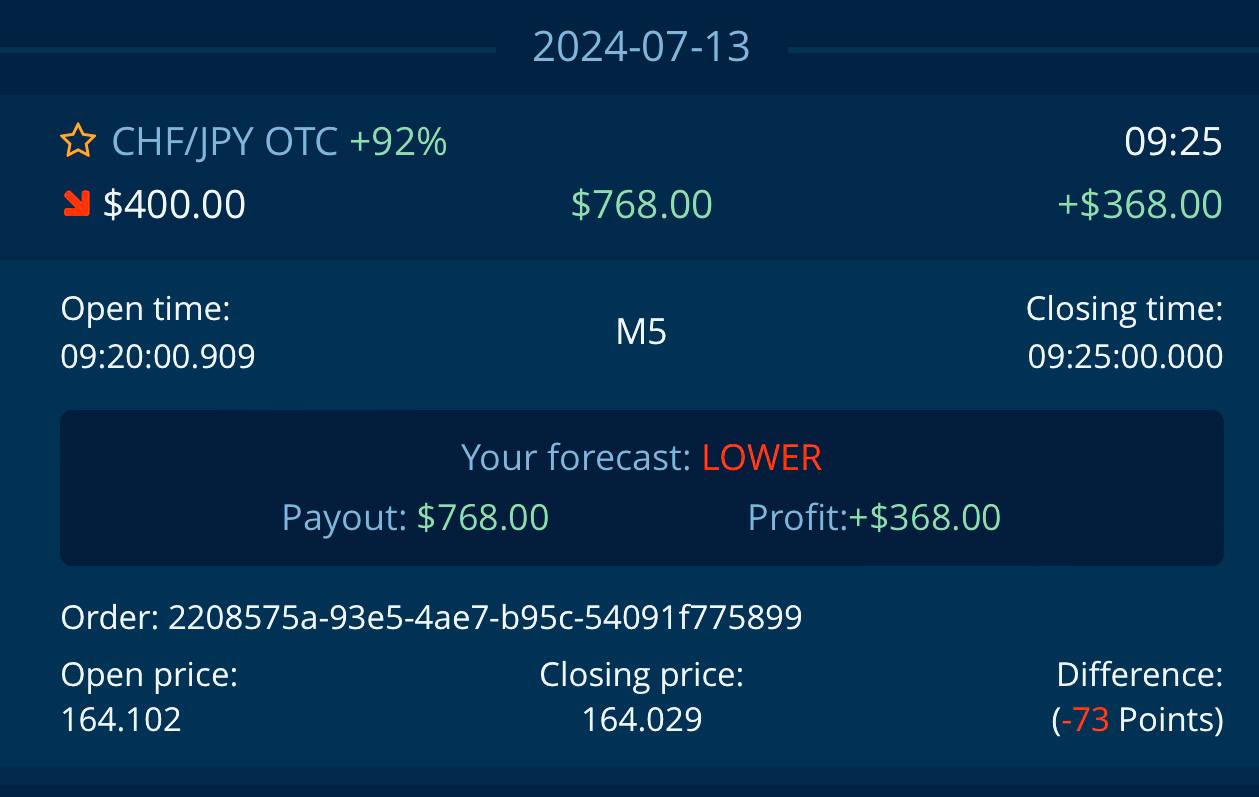 2024-07-13
CHF/JPY OTC +92% 09:25
$400.00 $768.00 +$368.00
Open time: Closing time:
M5
09:20:00.909 09:25:00.000
Your forecast: LOWER
Payout: $768.00 Profit:+$368.00
Order: 2208575a-93e5-4ae7-b95c-54091f775899
Open price: Closing price: Difference:
164.102 164.029 (-73 Points)